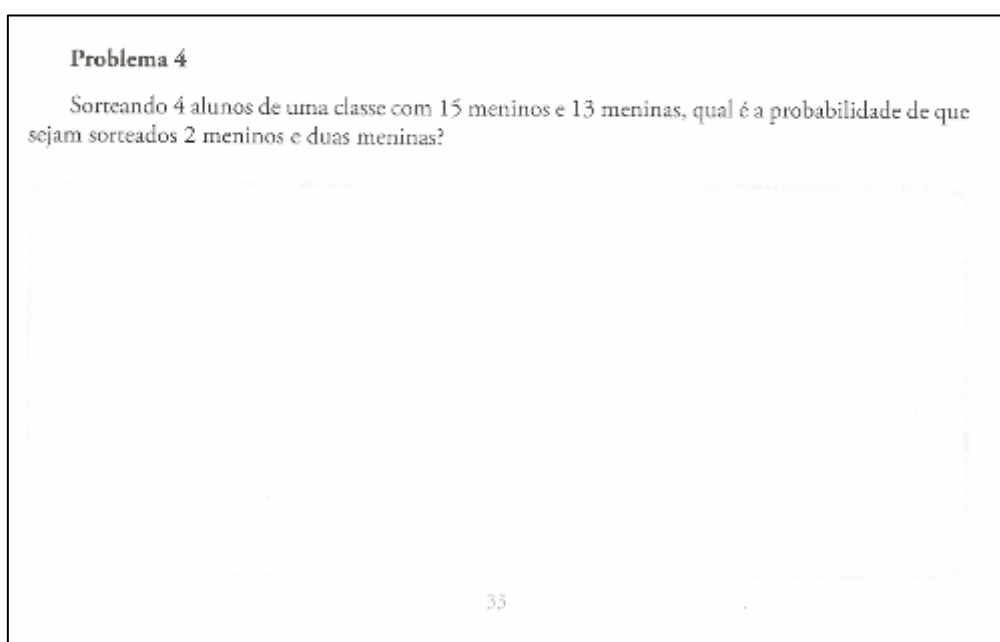 Problema 4
Sorteando 4 alunos de uma classe com 15 meninos e 13 meninas, qual é a probabilidade de que
sejam sorteados 2 meninos e duas meninas?
33